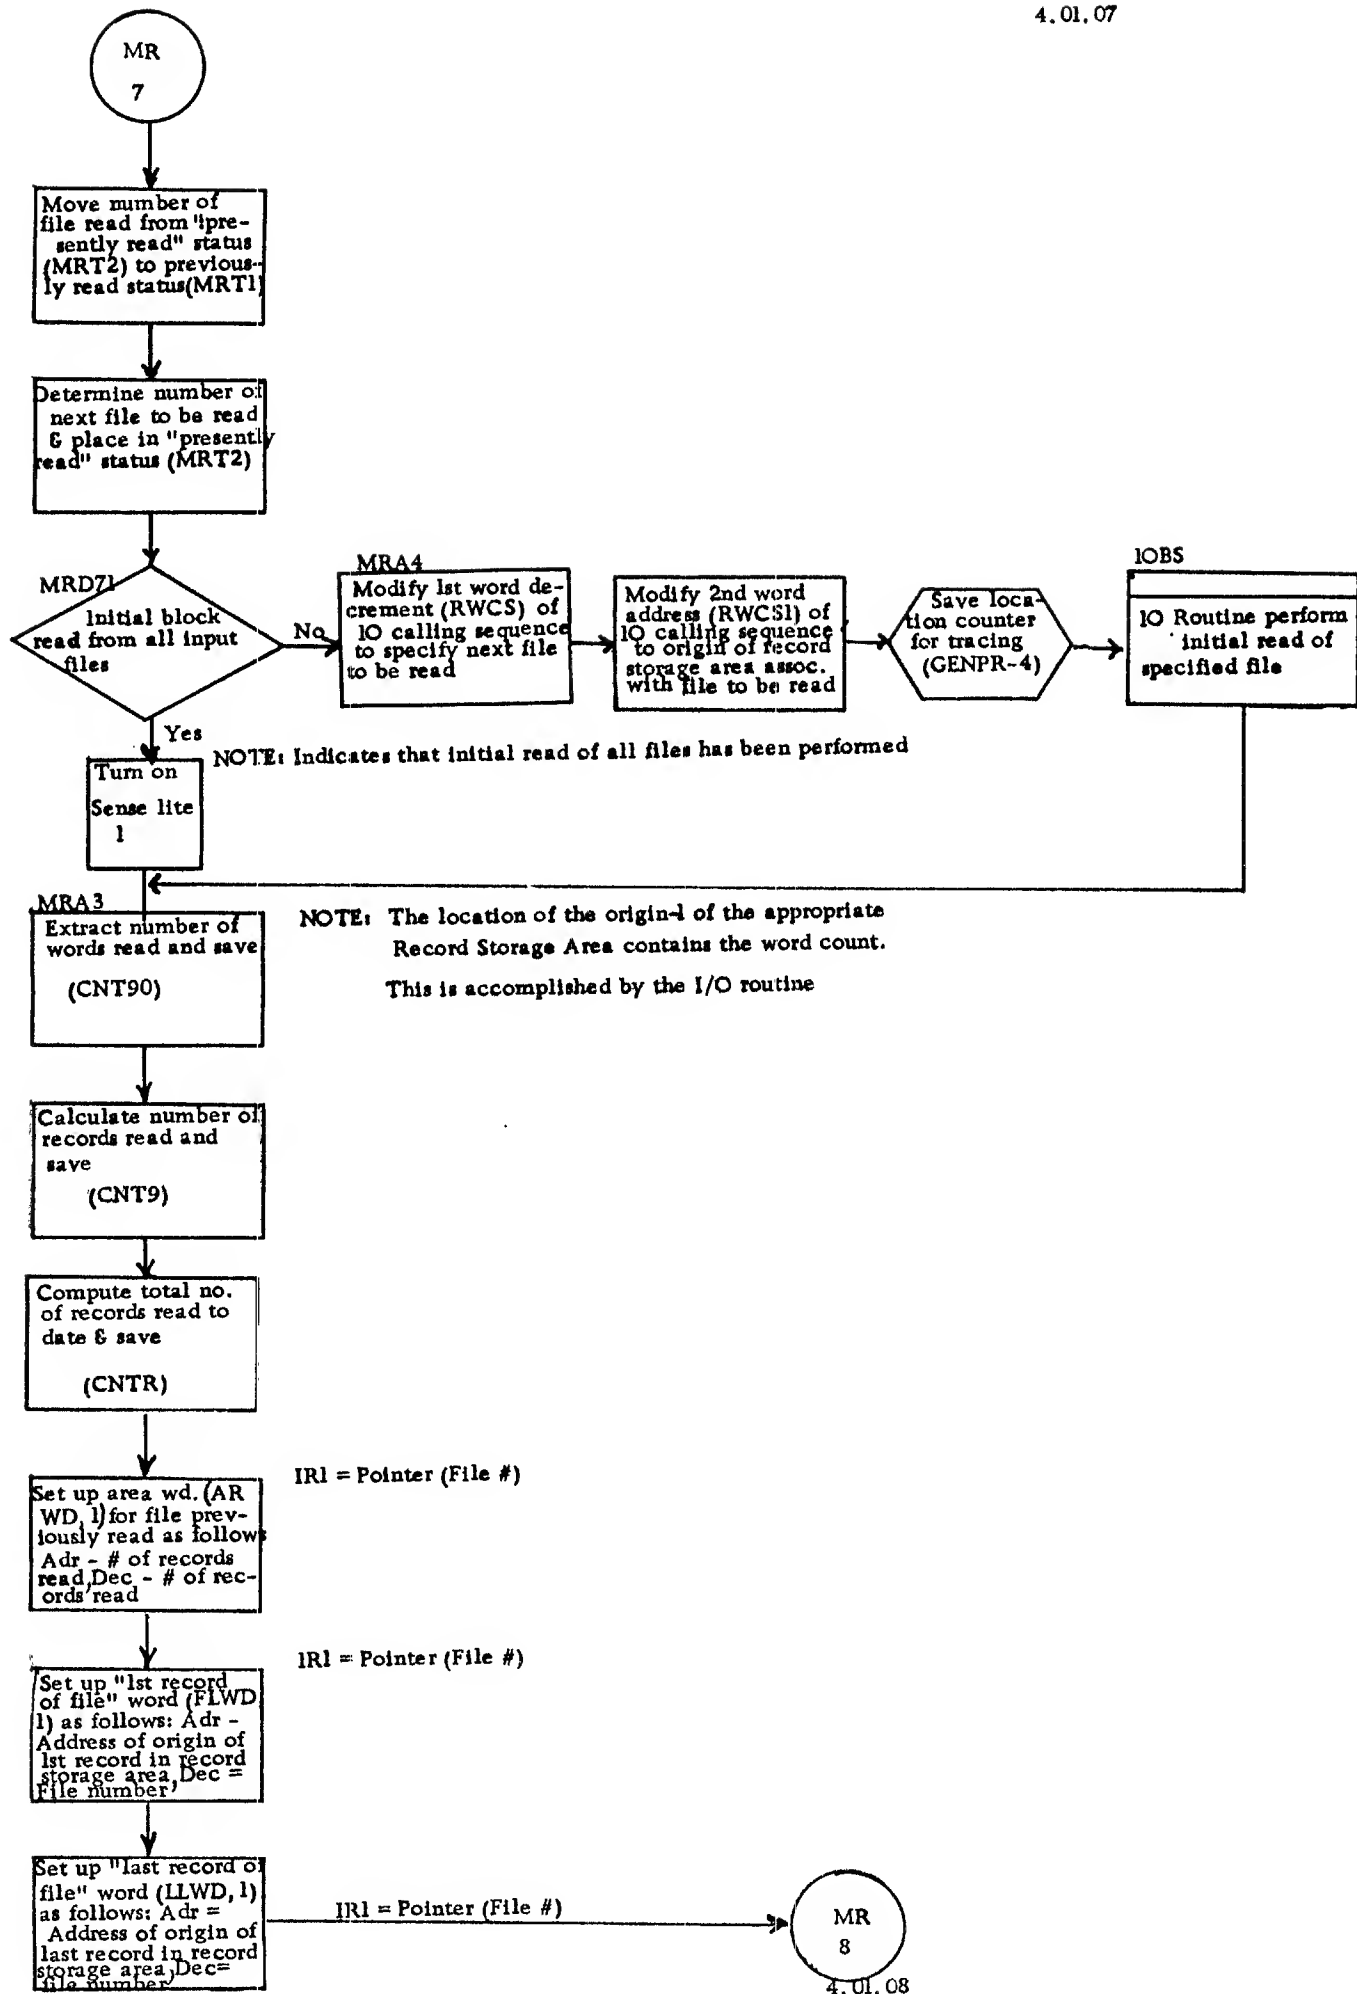 4.01.07
MR
7
Move number of
file read from "!pre-
sently read" status
(MRT2) to previous-
ly read status(MRT1)
Determine number of
next file to be read
& place in "presently
read" status (MRT2)
MRD71
Initial block
read from all input
files
No
MRA4
Modify 1st word de-
crement (RWCS) of
IO calling sequence
to specify next file
to be read
Modify 2nd word
address (RWCS1) of
IO calling sequence
to origin of record
storage area assoc.
with file to be read
Save loca-
tion counter
for tracing
(GENPR-4)
IOBS
IO Routine perform
initial read of
specified file
Yes
NOTE: Indicates that initial read of all files has been performed
Turn on
Sense lite
1
MRA3
Extract number of
words read and save
(CNT90)
NOTE: The location of the origin-1 of the appropriate
Record Storage Area contains the word count.
This is accomplished by the I/O routine
Calculate number of
records read and
save
(CNT9)
Compute total no.
of records read to
date & save
(CNTR)
IR1 = Pointer (File #)
Set up area wd. (AR
WD, 1) for file prev-
iously read as follows
Adr - # of records
read, Dec - # of rec-
ords read
IR1 = Pointer (File #)
Set up "1st record
of file" word (FLWD
1) as follows: Adr -
Address of origin of
1st record in record
storage area, Dec =
File number
Set up "last record of
file" word (LLWD, 1)
as follows: Adr =
Address of origin of
last record in record
storage area, Dec=
file number
IR1 = Pointer (File #)
MR
8
4.01.08